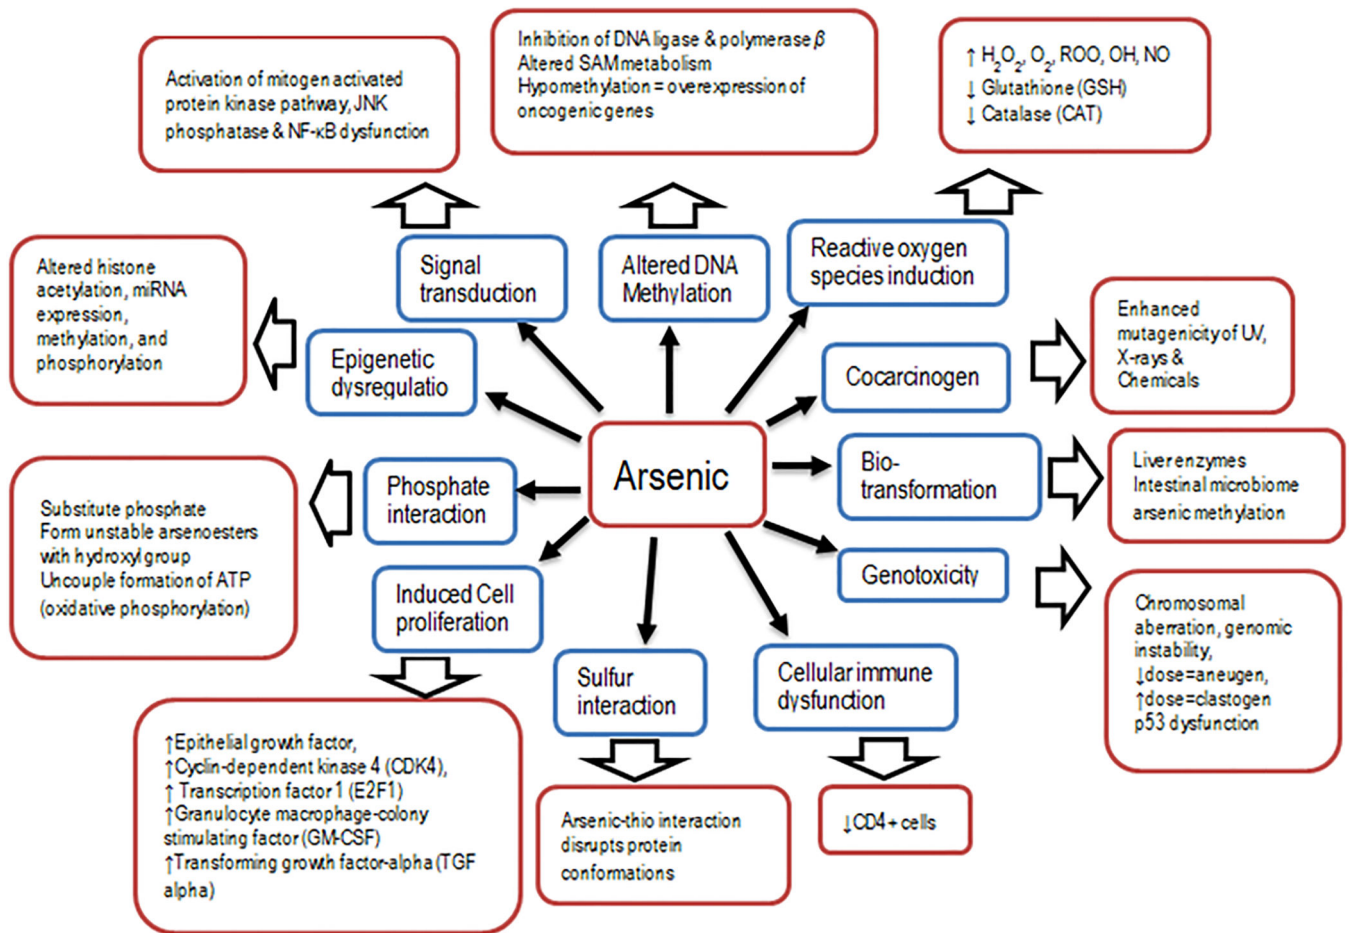 Activation of mitogen activated
protein kinase pathway, JNK
phosphatase & NF-κB dysfunction
Inhibition of DNA ligase & polymerase β
Altered SAM metabolism
Hypomethylation = overexpression of
oncogenic genes
↑ H₂O₂, O₂, ROO, OH, NO
↓ Glutathione (GSH)
↓ Catalase (CAT)
Signal
transduction
Altered DNA
Methylation
Reactive oxygen
species induction
Altered histone
acetylation, miRNA
expression,
methylation, and
phosphorylation
Epigenetic
dysregulatio
Cocarcinogen
Enhanced
mutagenicity of UV,
X-rays &
Chemicals
Arsenic
Substitute phosphate
Form unstable arsenoesters
with hydroxyl group
Uncouple formation of ATP
(oxidative phosphorylation)
Phosphate
interaction
Bio-
transformation
Liver enzymes
Intestinal microbiome
arsenic methylation
Induced Cell
proliferation
Genotoxicity
Chromosomal
aberration, genomic
instability,
↓dose=aneugen,
↑dose=clastogen
p53 dysfunction
Sulfur
interaction
Cellular immune
dysfunction
↑Epithelial growth factor,
↑Cyclin-dependent kinase 4 (CDK4),
↑ Transcription factor 1 (E2F1)
↑Granulocyte macrophage-colony
stimulating factor (GM-CSF)
↑Transforming growth factor-alpha (TGF
alpha)
Arsenic-thio interaction
disrupts protein
conformations
↓CD4+ cells